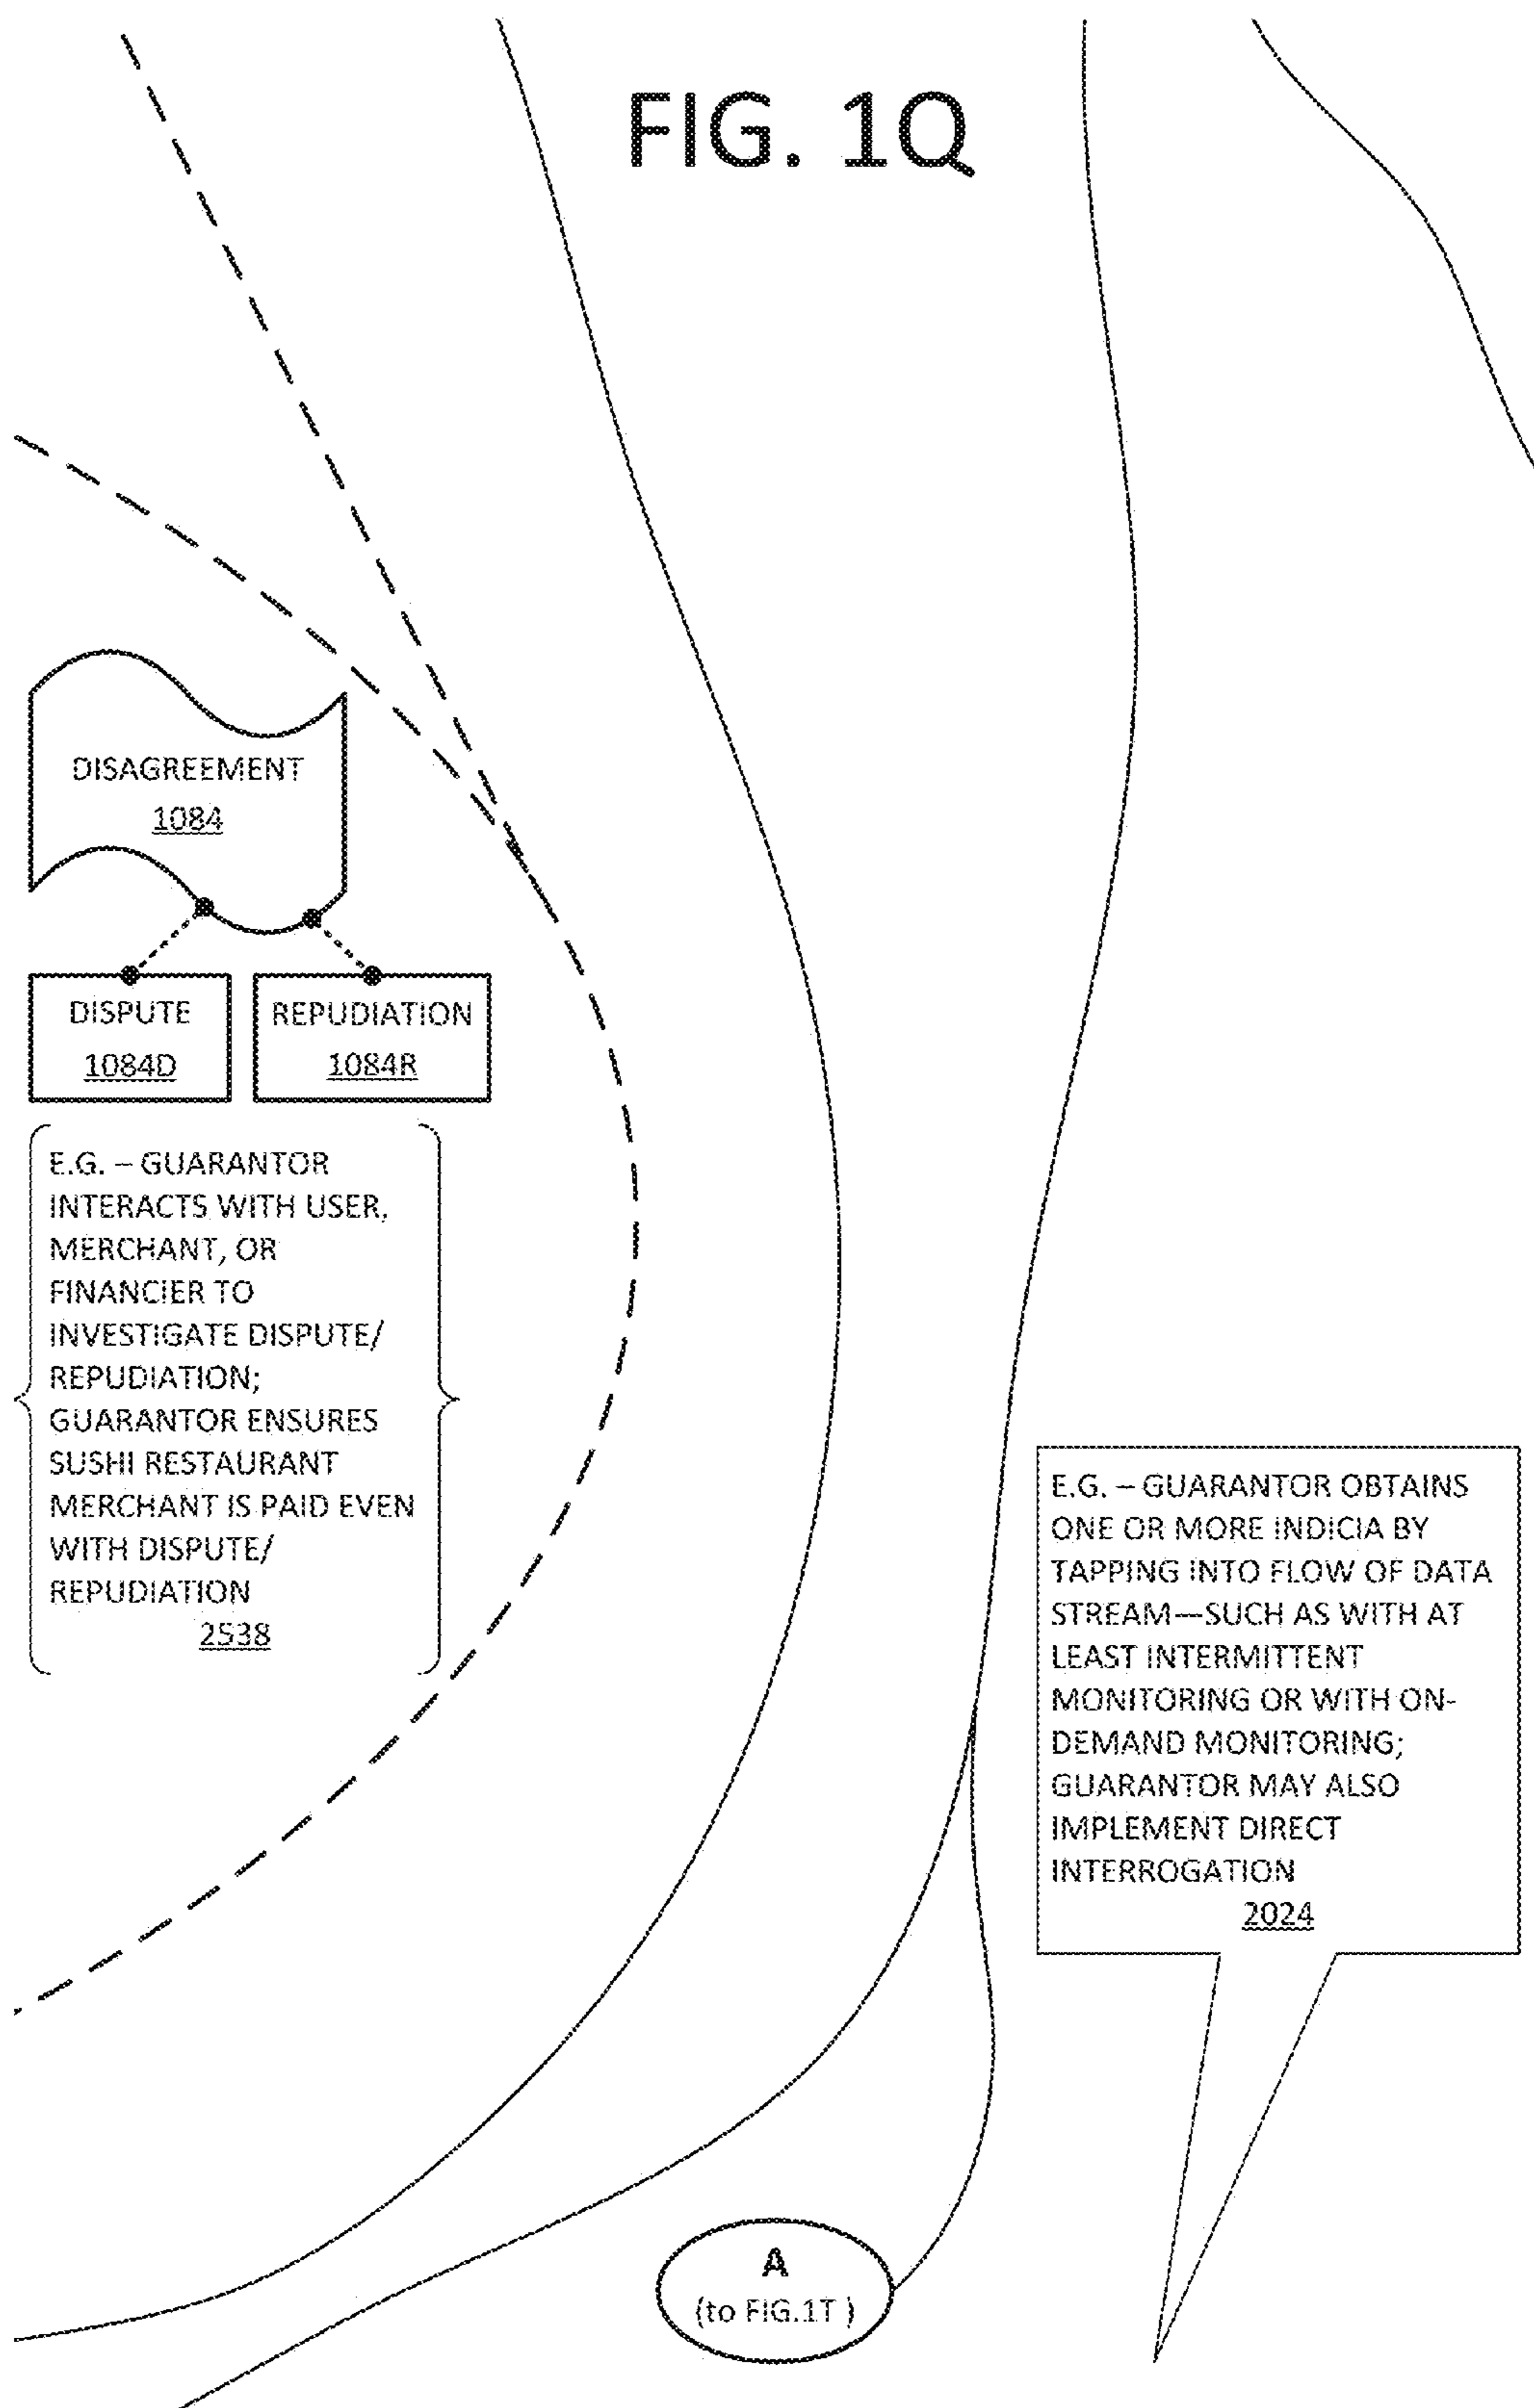 FIG. 1Q
DISAGREEMENT
1084
DISPUTE
1084D
REPUDIATION
1084R
E.G. – GUARANTOR
INTERACTS WITH USER,
MERCHANT, OR
FINANCIER TO
INVESTIGATE DISPUTE/
REPUDIATION;
GUARANTOR ENSURES
SUSHI RESTAURANT
MERCHANT IS PAID EVEN
WITH DISPUTE/
REPUDIATION
2538
E.G. – GUARANTOR OBTAINS
ONE OR MORE INDICIA BY
TAPPING INTO FLOW OF DATA
STREAM—SUCH AS WITH AT
LEAST INTERMITTENT
MONITORING OR WITH ON-
DEMAND MONITORING;
GUARANTOR MAY ALSO
IMPLEMENT DIRECT
INTERROGATION
2024
A
(to FIG.1T )